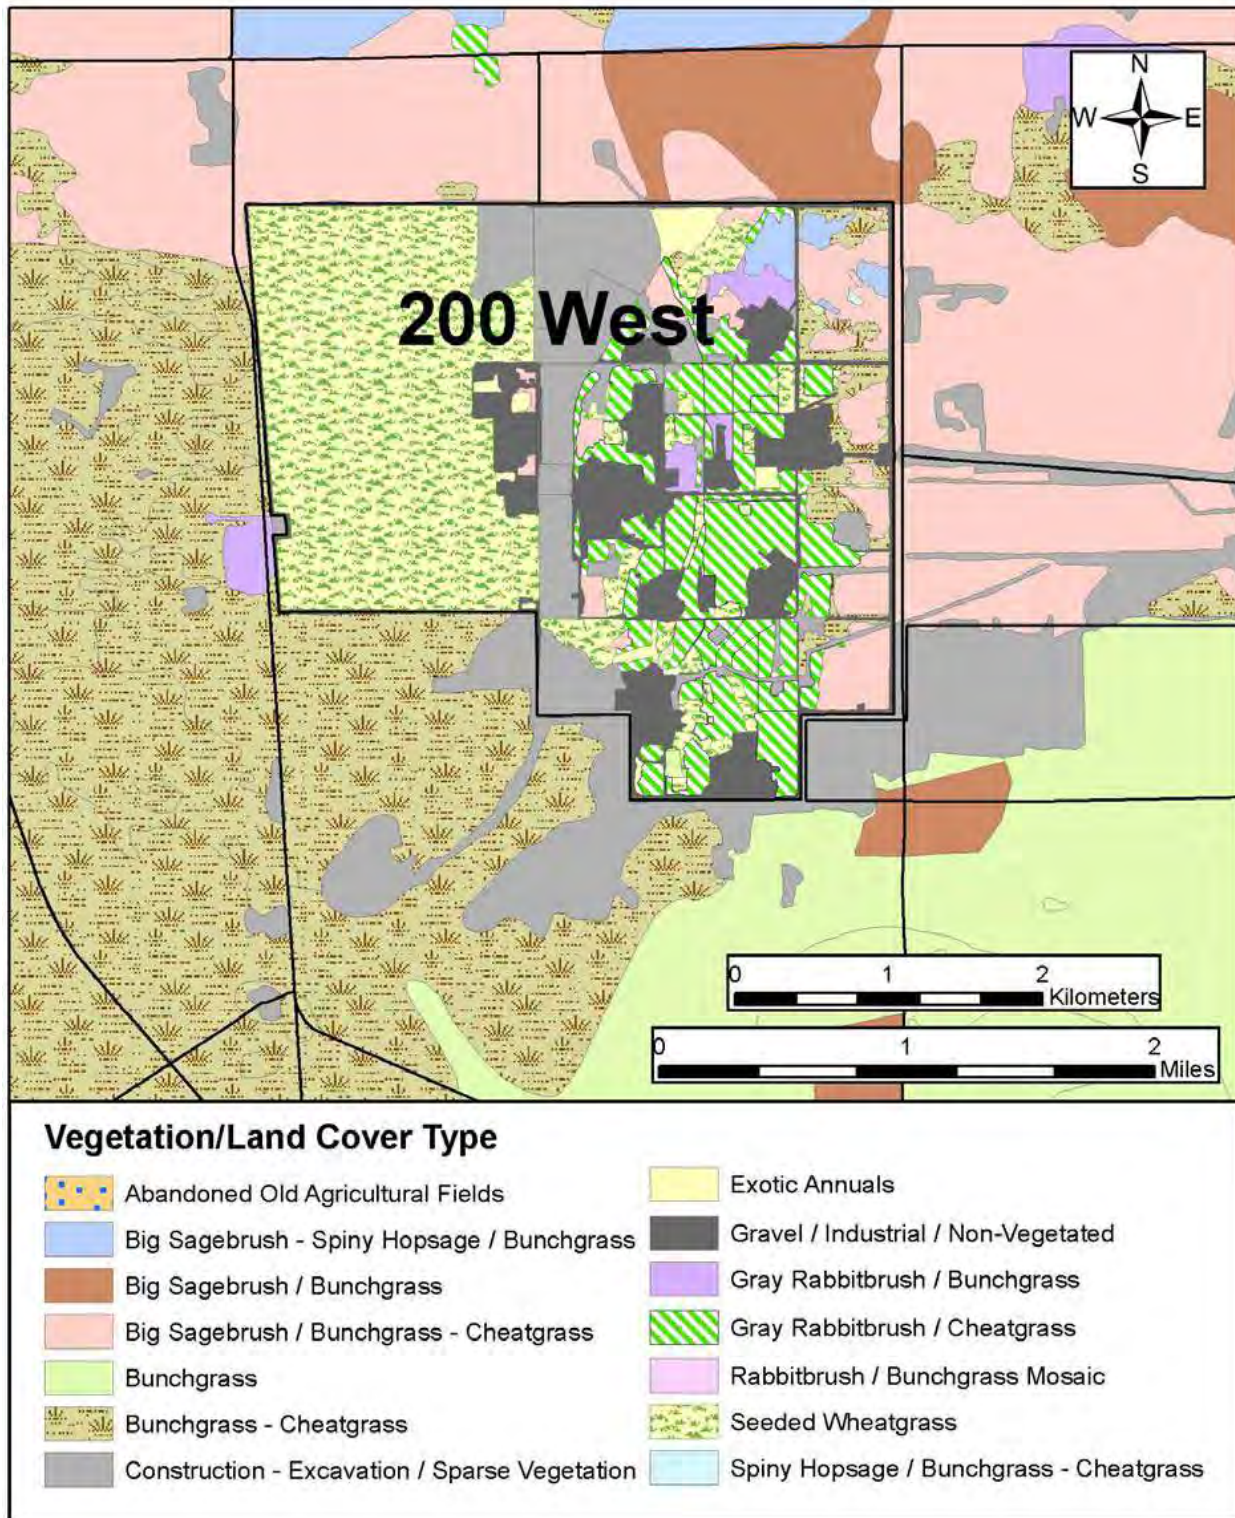 N
W E
S
200 West
0 1 2
Kilometers
0 1 2
Miles
Vegetation/Land Cover Type
Abandoned Old Agricultural Fields
Big Sagebrush - Spiny Hopsage / Bunchgrass
Big Sagebrush / Bunchgrass
Big Sagebrush / Bunchgrass - Cheatgrass
Bunchgrass
Bunchgrass - Cheatgrass
Construction - Excavation / Sparse Vegetation
Exotic Annuals
Gravel / Industrial / Non-Vegetated
Gray Rabbitbrush / Bunchgrass
Gray Rabbitbrush / Cheatgrass
Rabbitbrush / Bunchgrass Mosaic
Seeded Wheatgrass
Spiny Hopsage / Bunchgrass - Cheatgrass